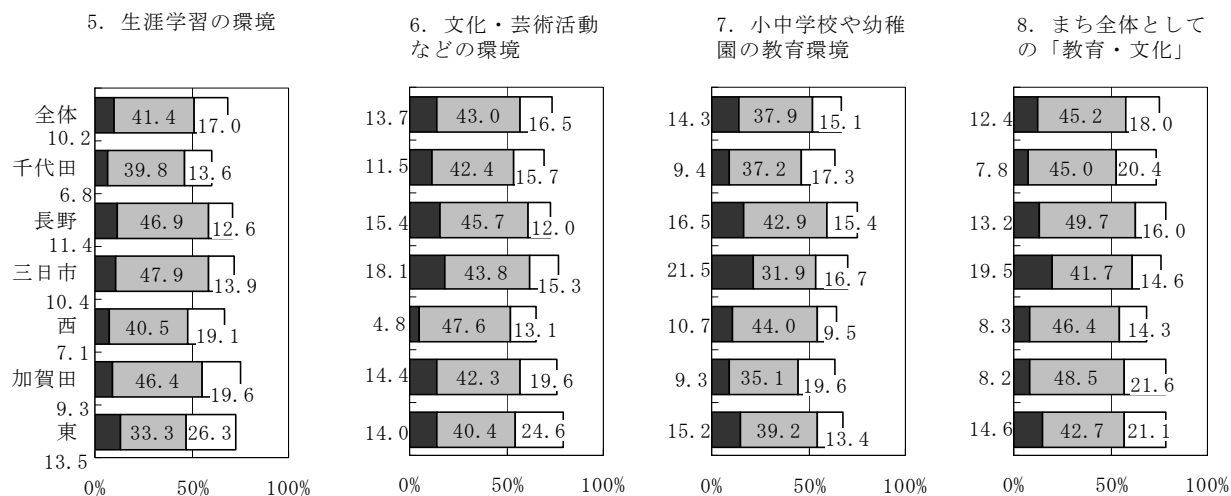 5. 生涯学習の環境
6. 文化・芸術活動
などの環境
7. 小中学校や幼稚
園の教育環境
8. まち全体として
の「教育・文化」
全体 41.4 17.0
10.2
千代田 39.8 13.6
6.8
長野 46.9 12.6
11.4
三日市 47.9 13.9
10.4
西 40.5 19.1
7.1
加賀田 46.4 19.6
9.3
東 33.3 26.3
13.5
0% 50% 100%
13.7 43.0 16.5
11.5 42.4 15.7
15.4 45.7 12.0
18.1 43.8 15.3
4.8 47.6 13.1
14.4 42.3 19.6
14.0 40.4 24.6
0% 50% 100%
14.3 37.9 15.1
9.4 37.2 17.3
16.5 42.9 15.4
21.5 31.9 16.7
10.7 44.0 9.5
9.3 35.1 19.6
15.2 39.2 13.4
0% 50% 100%
12.4 45.2 18.0
7.8 45.0 20.4
13.2 49.7 16.0
19.5 41.7 14.6
8.3 46.4 14.3
8.2 48.5 21.6
14.6 42.7 21.1
0% 50% 100%